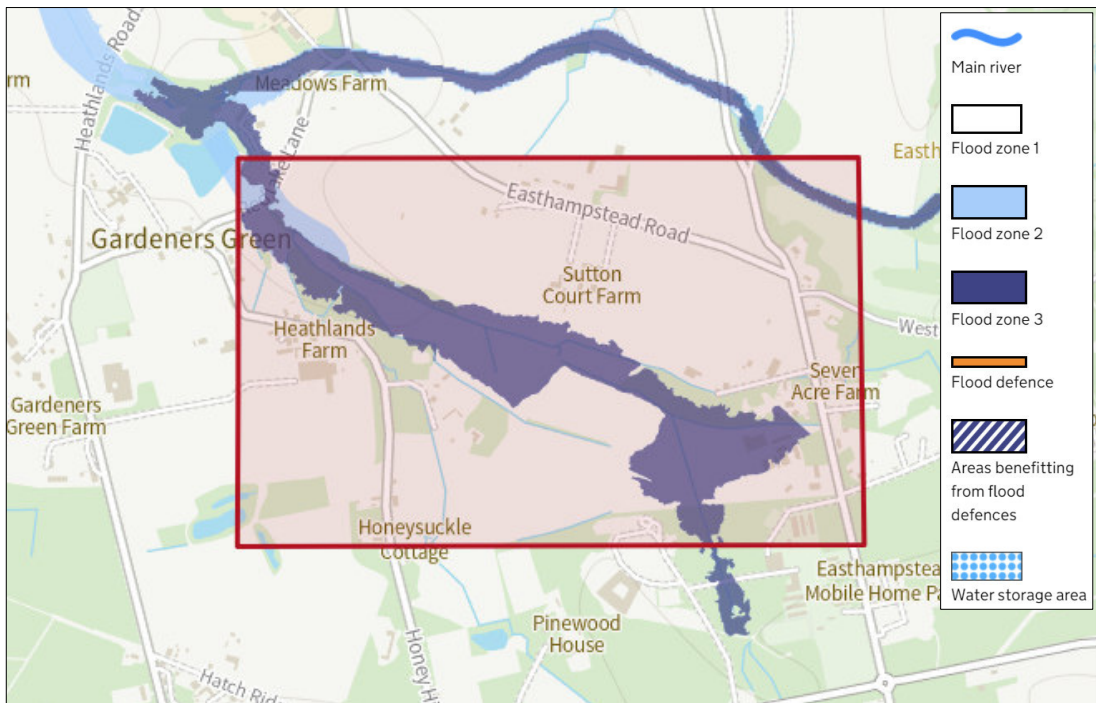 Heathlands Road
rm
Meadows Farm
Easth
Lane
Easthampstead Road
Gardeners Green
Sutton
Court Farm
Heathlands
Farm
West
Seven
Acre Farm
Gardeners
Green Farm
Honeysuckle
Cottage
Easthampstea
Mobile Home Pa
Pinewood
House
Honey H
Hatch Rid
Main river
Flood zone 1
Flood zone 2
Flood zone 3
Flood defence
Areas benefitting
from flood
defences
Water storage area